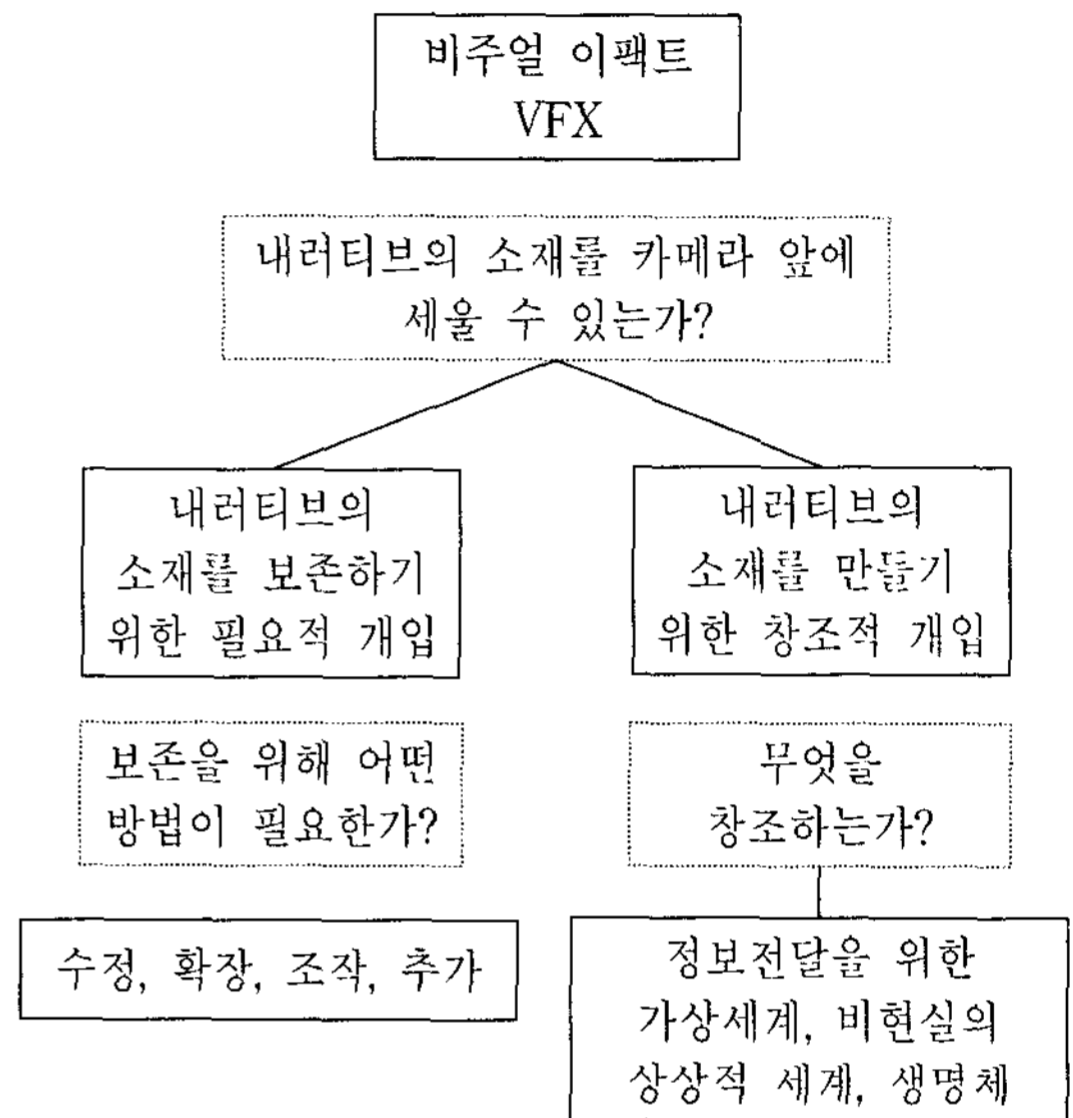 비주얼 이팩트
VFX
내러티브의 소재를 카메라 앞에
세울 수 있는가?
내러티브의
소재를 보존하기
위한 필요적 개입
내러티브의
소재를 만들기
위한 창조적 개입
보존을 위해 어떤
방법이 필요한가?
무엇을
창조하는가?
수정, 확장, 조작, 추가
정보전달을 위한
가상세계, 비현실의
상상적 세계, 생명체